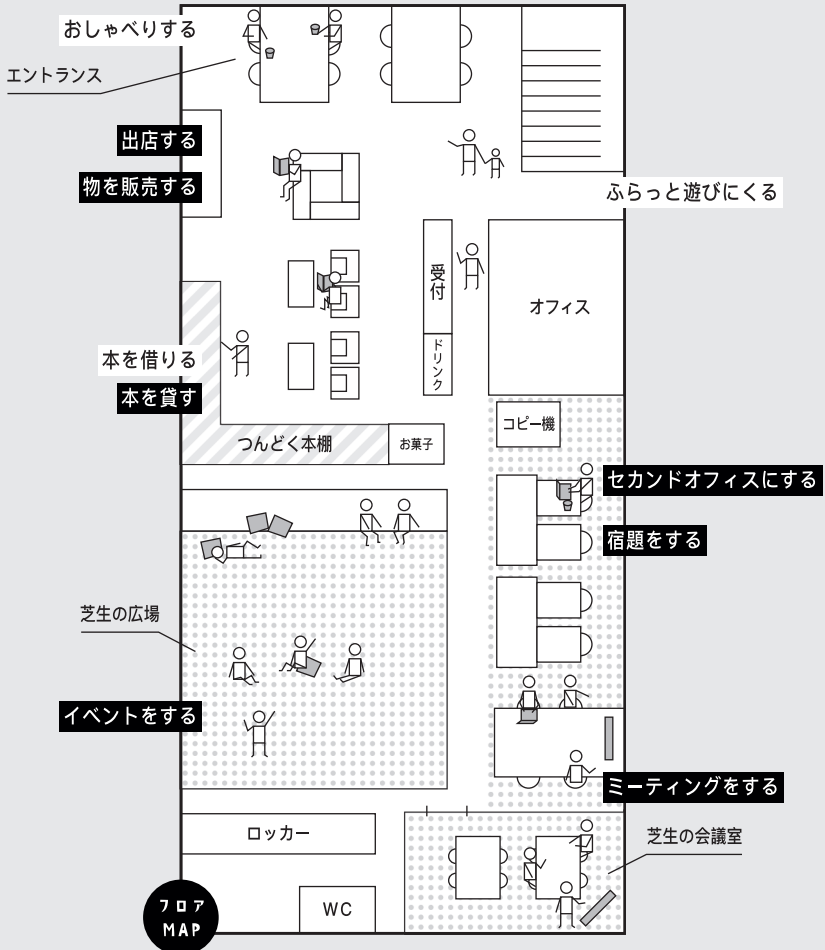 おしゃべりする
エントランス
出店する
物を販売する
ふらっと遊びにくる
受付
オフィス
ドリンク
本を借りる
本を貸す
コピー機
つんどく本棚
お菓子
セカンドオフィスにする
宿題をする
芝生の広場
イベントをする
ミーティングをする
ロッカー
芝生の会議室
WC
フロア
MAP